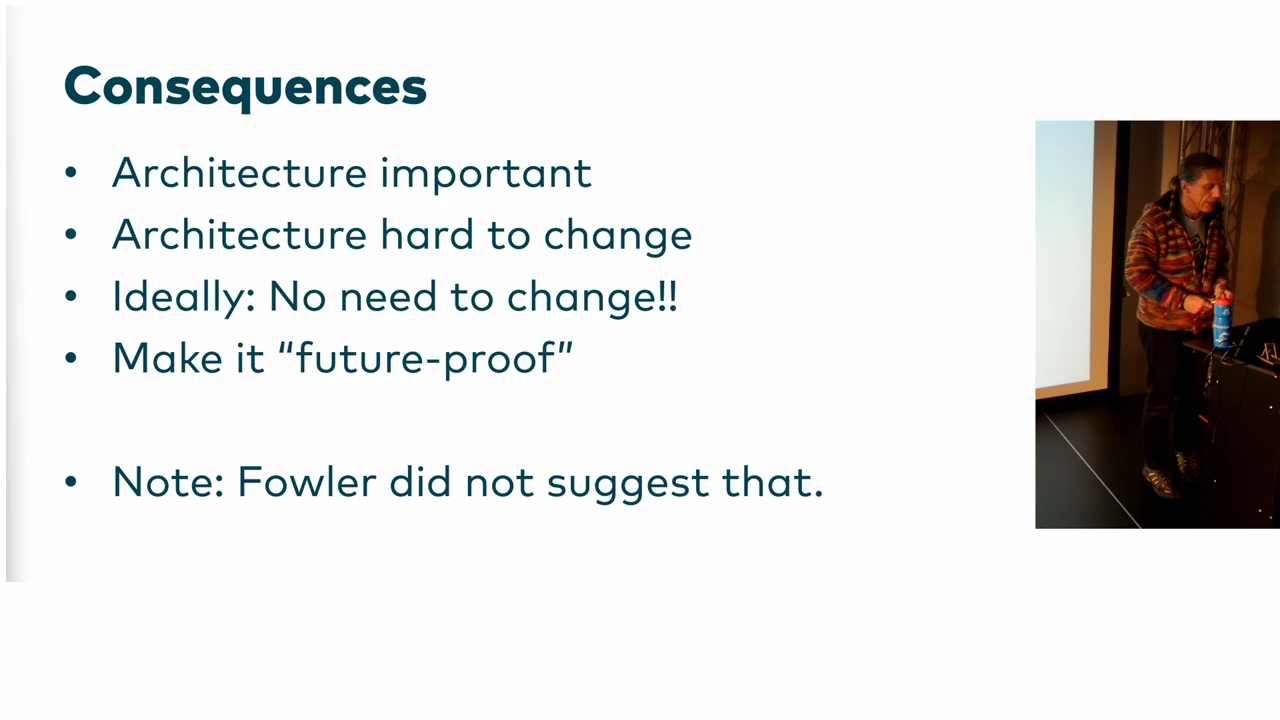 Consequences
• Architecture important
• Architecture hard to change
• Ideally: No need to change!!
• Make it “future-proof”
• Note: Fowler did not suggest that.